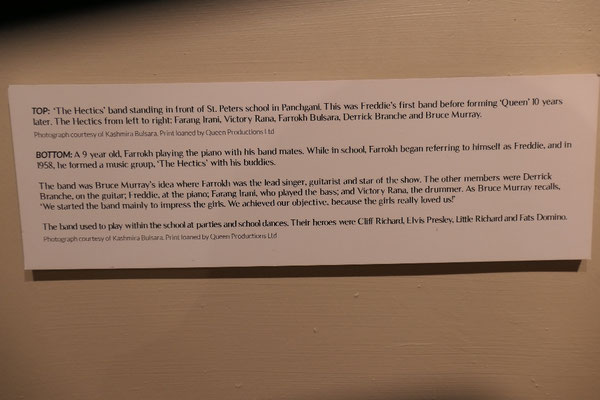 TOP: ‘The Hectics’ band standing in front of St. Peters school in Panchgani. This was Freddie's first band before forming ‘Queen’ 10 years
later. The Hectics from left to right: Farang Irani, Victory Rana, Farrokh Bulsara, Derrick Branche and Bruce Murray.
Photograph courtesy of Kashmira Bulsara. Print loaned by Queen Productions Ltd
BOTTOM: A 9 year old, Farrokh playing the piano with his band mates. While in school, Farrokh began referring to himself as Freddie, and in
1958, he formed a music group, ‘The Hectics’ with his buddies.
The band was Bruce Murray's idea where Farrokh was the lead singer, guitarist and star of the show. The other members were Derrick
Branche, on the guitar; Freddie, at the piano; Farang Irani, who played the bass; and Victory Rana, the drummer. As Bruce Murray recalls,
‘We started the band mainly to impress the girls. We achieved our objective, because the girls really loved us!’
The band used to play within the school at parties and school dances. Their heroes were Cliff Richard, Elvis Presley, Little Richard and Fats Domino.
Photograph courtesy of Kashmira Bulsara. Print loaned by Queen Productions Ltd